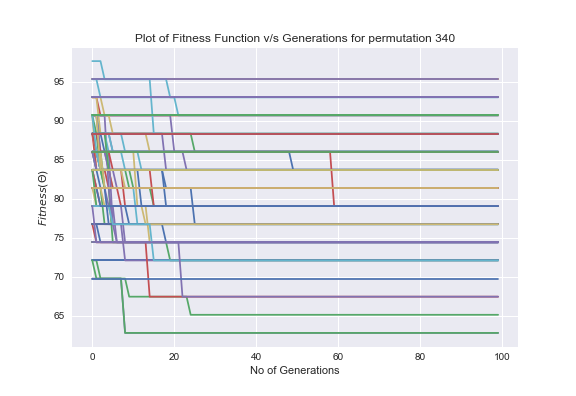 Plot of Fitness Function v/s Generations for permutation 340
Fitness(Θ)
95
90
85
80
75
70
65
0 20 40 60 80 100
No of Generations